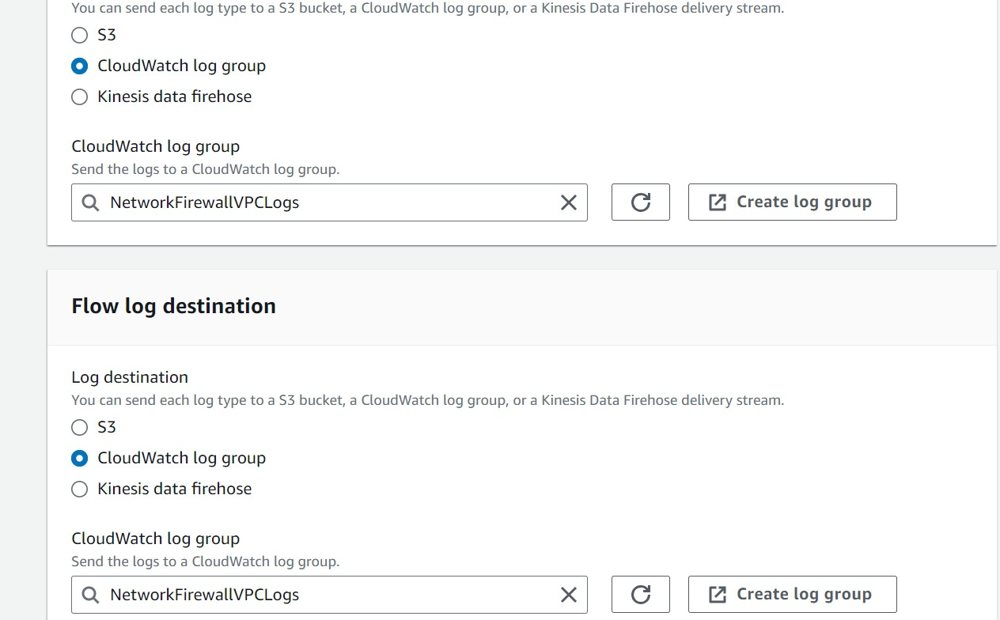 You can send each log type to a S3 bucket, a CloudWatch log group, or a Kinesis Data Firehose delivery stream.
S3
CloudWatch log group
Kinesis data firehose
CloudWatch log group
Send the logs to a CloudWatch log group.
NetworkFirewallVPCLogs
Create log group
Flow log destination
Log destination
You can send each log type to a S3 bucket, a CloudWatch log group, or a Kinesis Data Firehose delivery stream.
S3
CloudWatch log group
Kinesis data firehose
CloudWatch log group
Send the logs to a CloudWatch log group.
NetworkFirewallVPCLogs
Create log group